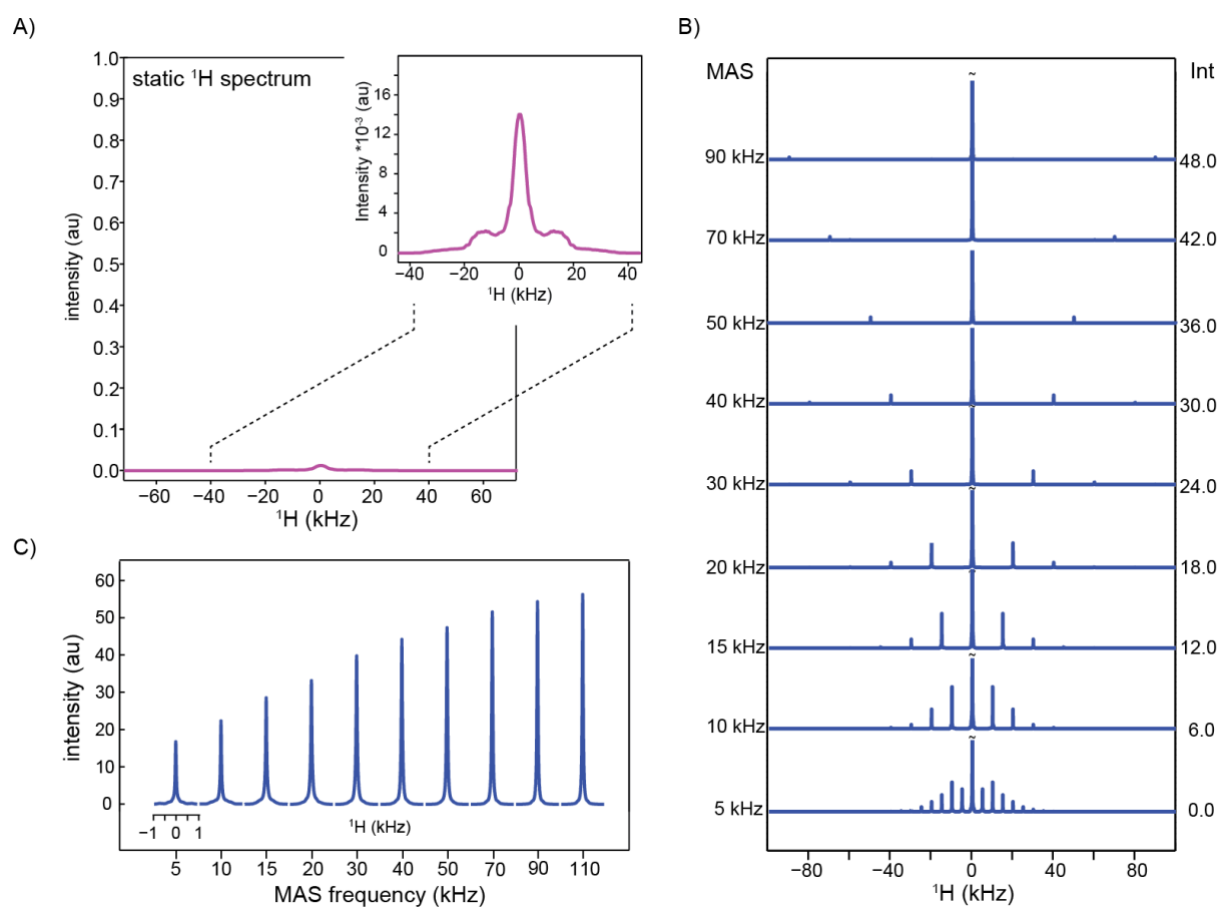 A)
static ¹H spectrum
1.0
0.9
0.8
0.7
0.6
0.5
0.4
0.3
0.2
0.1
0.0
intensity (au)
−60 −40 −20 0 20 40 60
¹H (kHz)
16
12
8
4
0
Intensity *10⁻³ (au)
−40 −20 0 20 40
¹H (kHz)
B)
MAS Int
~
90 kHz 48.0
70 kHz 42.0
50 kHz 36.0
40 kHz 30.0
~
30 kHz 24.0
~
20 kHz 18.0
~
15 kHz 12.0
~
10 kHz 6.0
~
5 kHz 0.0
−80 −40 0 40 80
¹H (kHz)
C)
60
50
40
30
20
10
0
intensity (au)
−1 0 1
¹H (kHz)
5 10 15 20 30 40 50 70 90 110
MAS frequency (kHz)